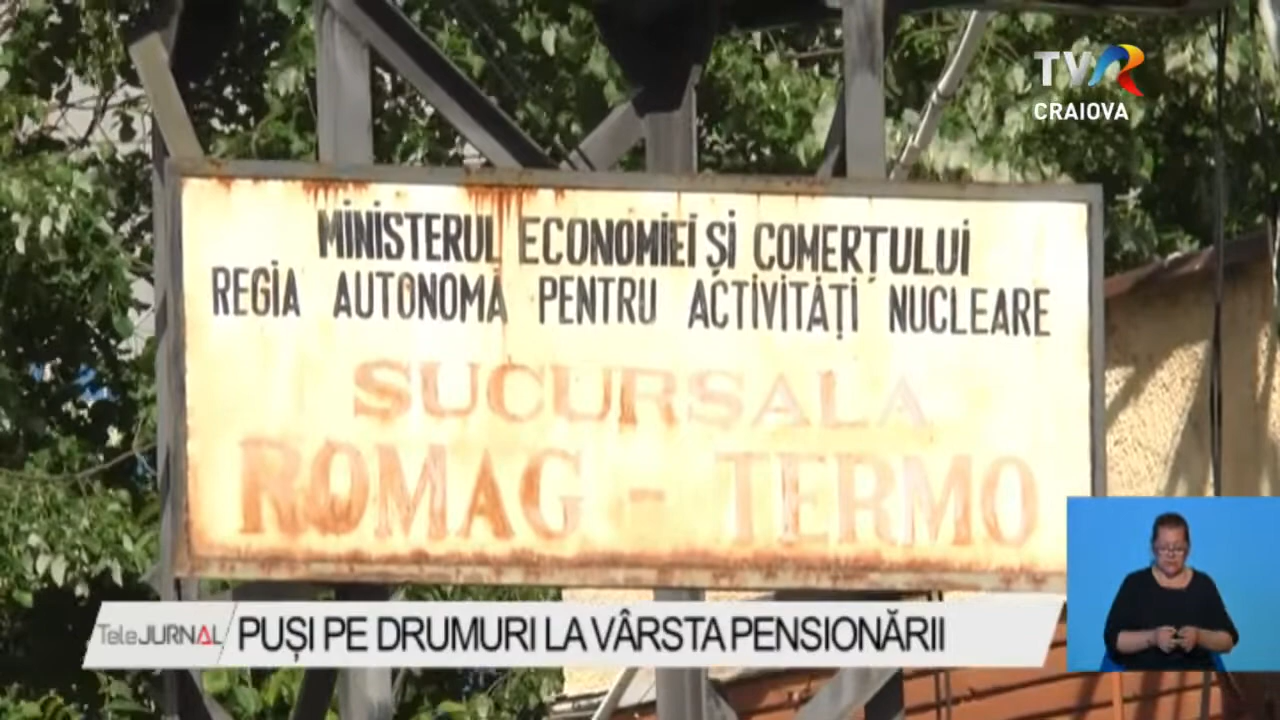 TVR
CRAIOVA
MINISTERUL ECONOMIEI ȘI COMERȚULUI
REGIA AUTONOMĂ PENTRU ACTIVITĂȚI NUCLEARE
SUCURSALA
ROMAG - TERMO
TeleJURNAL
PUȘI PE DRUMURI LA VÂRSTA PENSIONĂRII